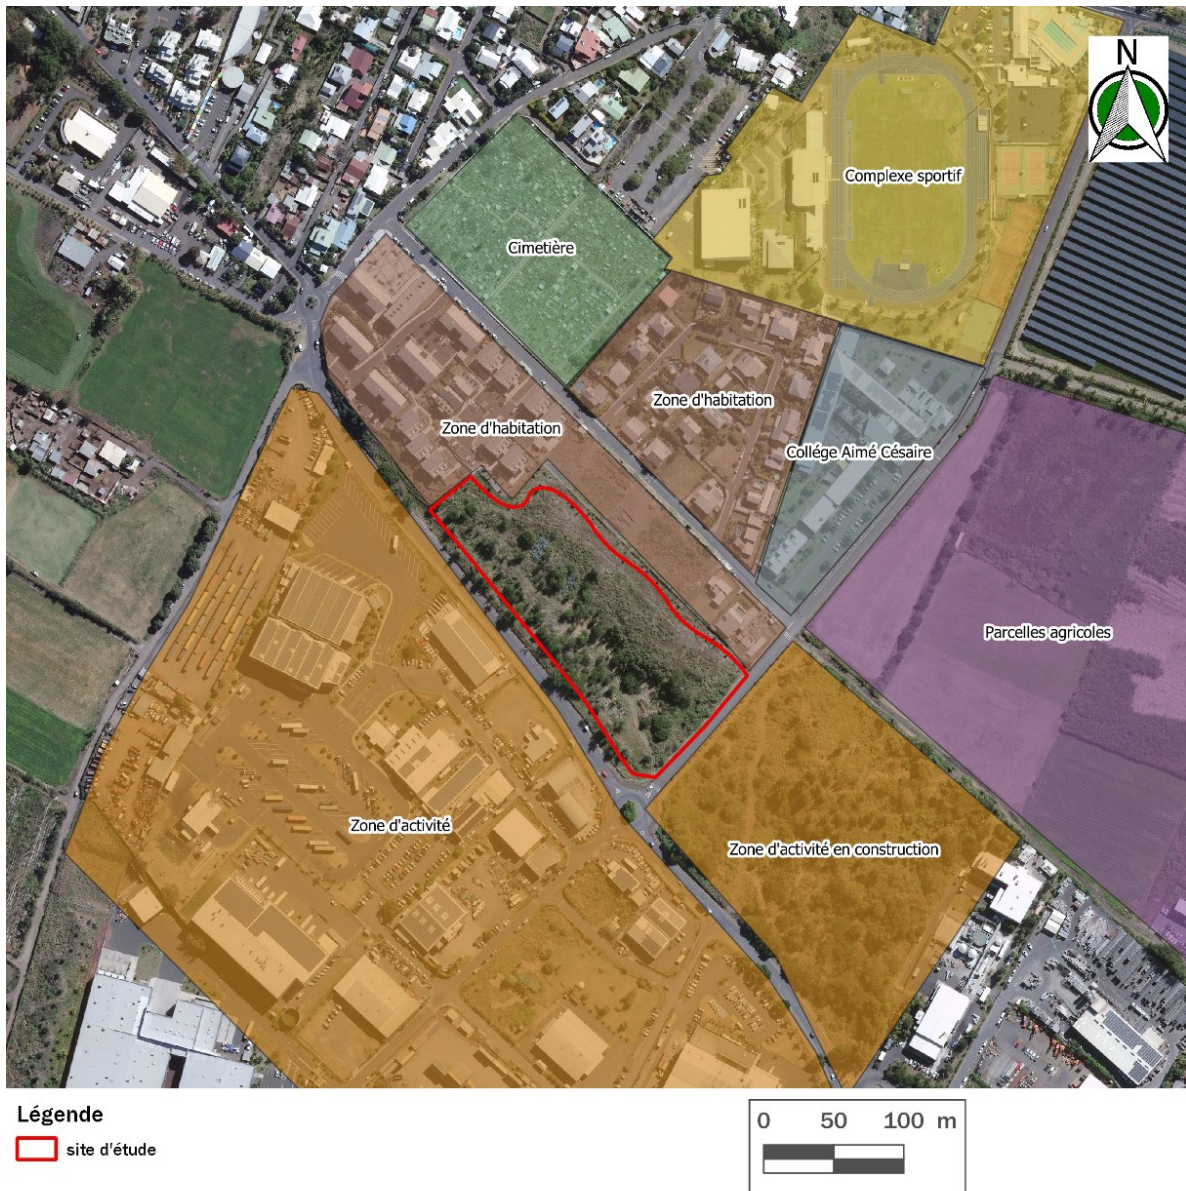 N
Complexe sportif
Cimetière
Zone d'habitation
Zone d'habitation
Collége Aimé Césaire
Parcelles agricoles
Zone d'activité
Zone d'activité en construction
Légende
site d'étude
0 50 100 m